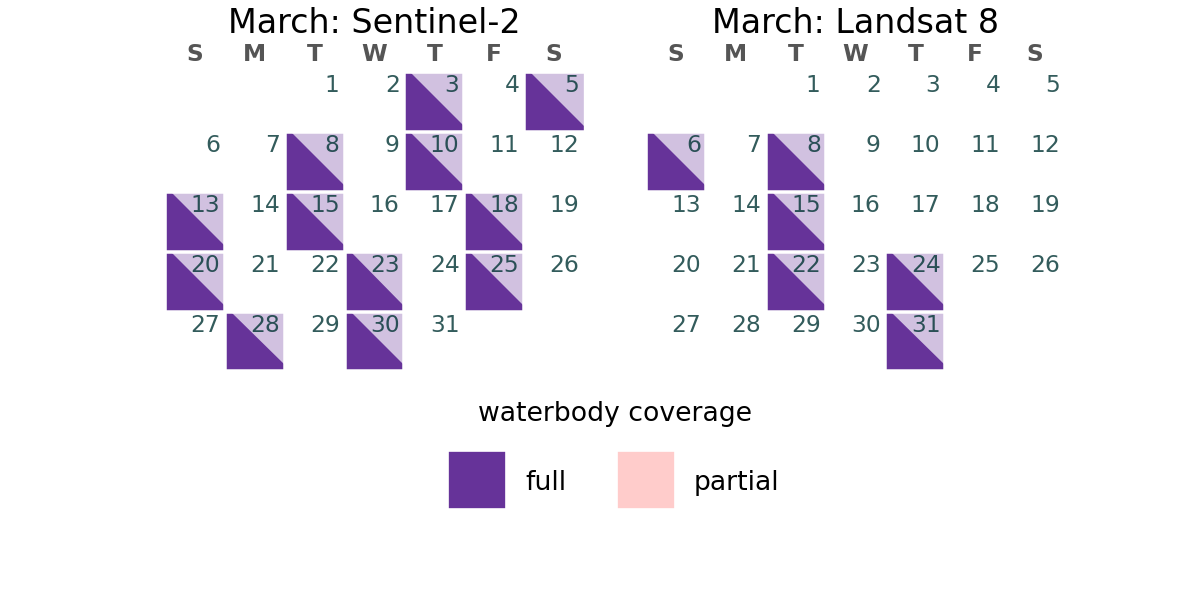 March: Sentinel-2
S M T W T F S
1 2 3 4 5
6 7 8 9 10 11 12
13 14 15 16 17 18 19
20 21 22 23 24 25 26
27 28 29 30 31
March: Landsat 8
S M T W T F S
1 2 3 4 5
6 7 8 9 10 11 12
13 14 15 16 17 18 19
20 21 22 23 24 25 26
27 28 29 30 31
waterbody coverage
full partial